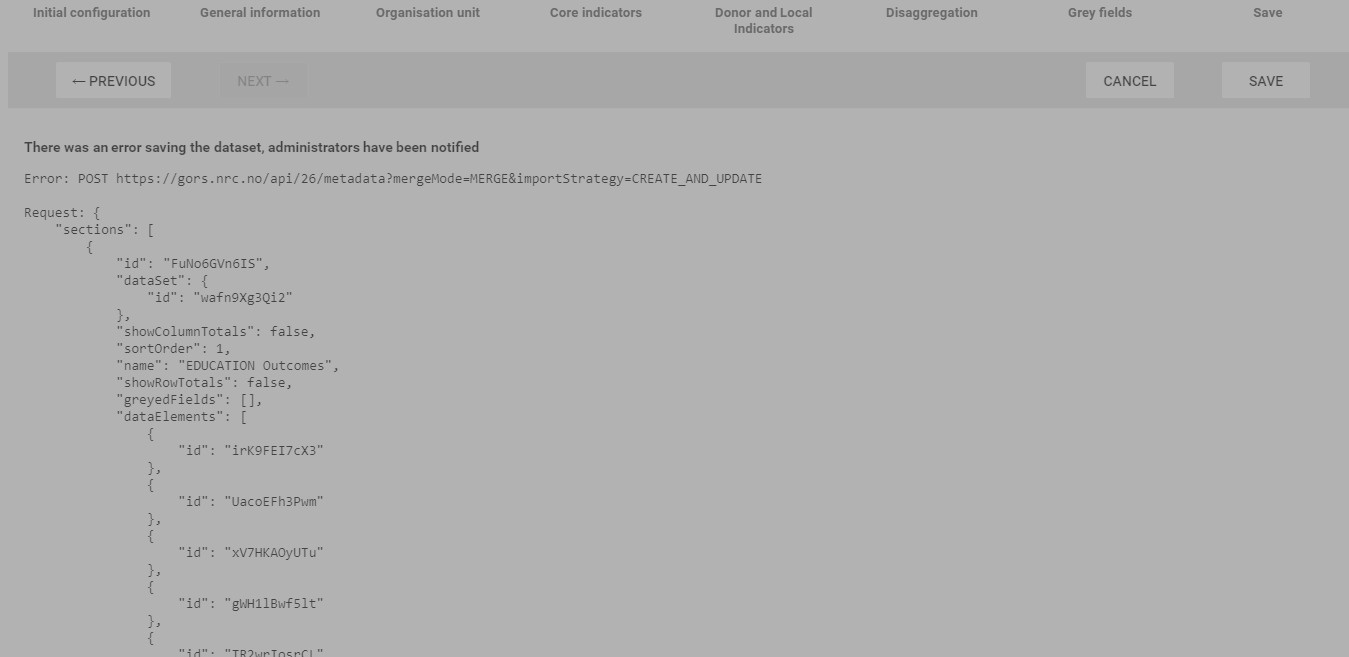 Initial configuration General information Organisation unit Core indicators Donor and Local Indicators Disaggregation Grey fields Save
← PREVIOUS NEXT → CANCEL SAVE
There was an error saving the dataset, administrators have been notified
Error: POST https://gors.nrc.no/api/26/metadata?mergeMode=MERGE&importStrategy=CREATE_AND_UPDATE
Request: {
"sections": [
{
"id": "FuNo6GVn6IS",
"dataSet": {
"id": "wafn9Xg3Qi2"
},
"showColumnTotals": false,
"sortOrder": 1,
"name": "EDUCATION Outcomes",
"showRowTotals": false,
"greyedFields": [],
"dataElements": [
{
"id": "irK9FEI7cX3"
},
{
"id": "UacoEFh3Pwm"
},
{
"id": "xV7HKAOyUTu"
},
{
"id": "gWH1lBwf5lt"
},
{
"id":